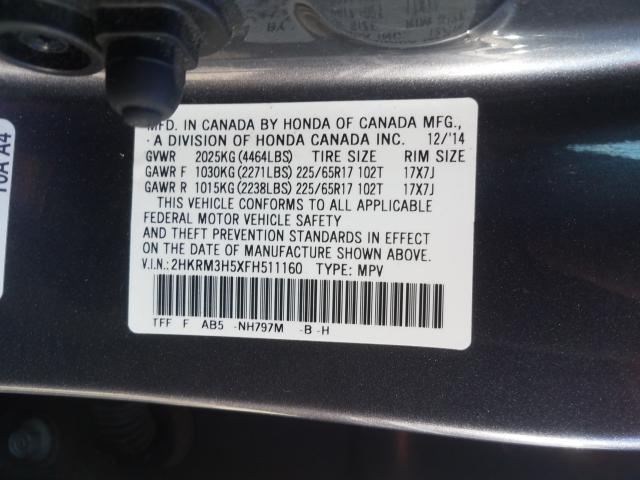 MFD. IN CANADA BY HONDA OF CANADA MFG.,
A DIVISION OF HONDA CANADA INC. 12/'14
GVWR 2025KG (4464LBS) TIRE SIZE RIM SIZE
GAWR F 1030KG (2271LBS) 225/65R17 102T 17X7J
GAWR R 1015KG (2238LBS) 225/65R17 102T 17X7J
THIS VEHICLE CONFORMS TO ALL APPLICABLE
FEDERAL MOTOR VEHICLE SAFETY
AND THEFT PREVENTION STANDARDS IN EFFECT
ON THE DATE OF MANUFACTURE SHOWN ABOVE.
V.I.N.: 2HKRM3H5XFH511160 TYPE: MPV
TFF F AB5 -NH797M -B -H
10A A4